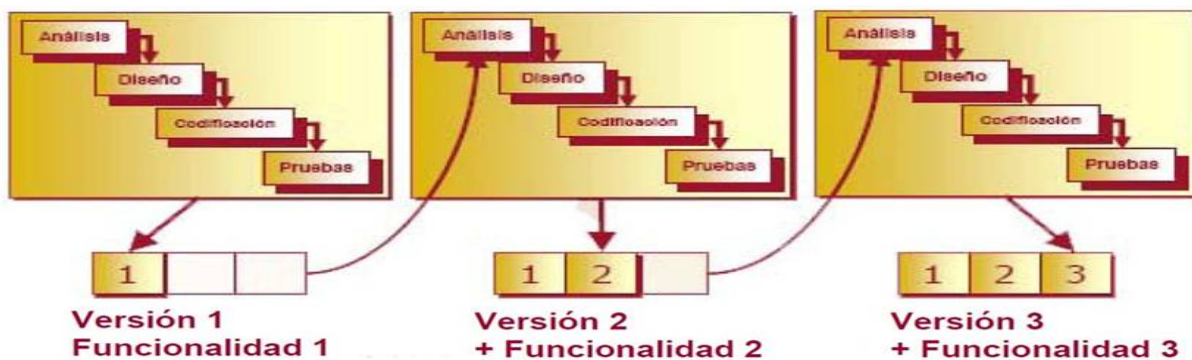 Análisis
Diseño
Codificación
Pruebas
Análisis
Diseño
Codificación
Pruebas
Análisis
Diseño
Codificación
Pruebas
1
1 2
1 2 3
Versión 1
Funcionalidad 1
Versión 2
+ Funcionalidad 2
Versión 3
+ Funcionalidad 3